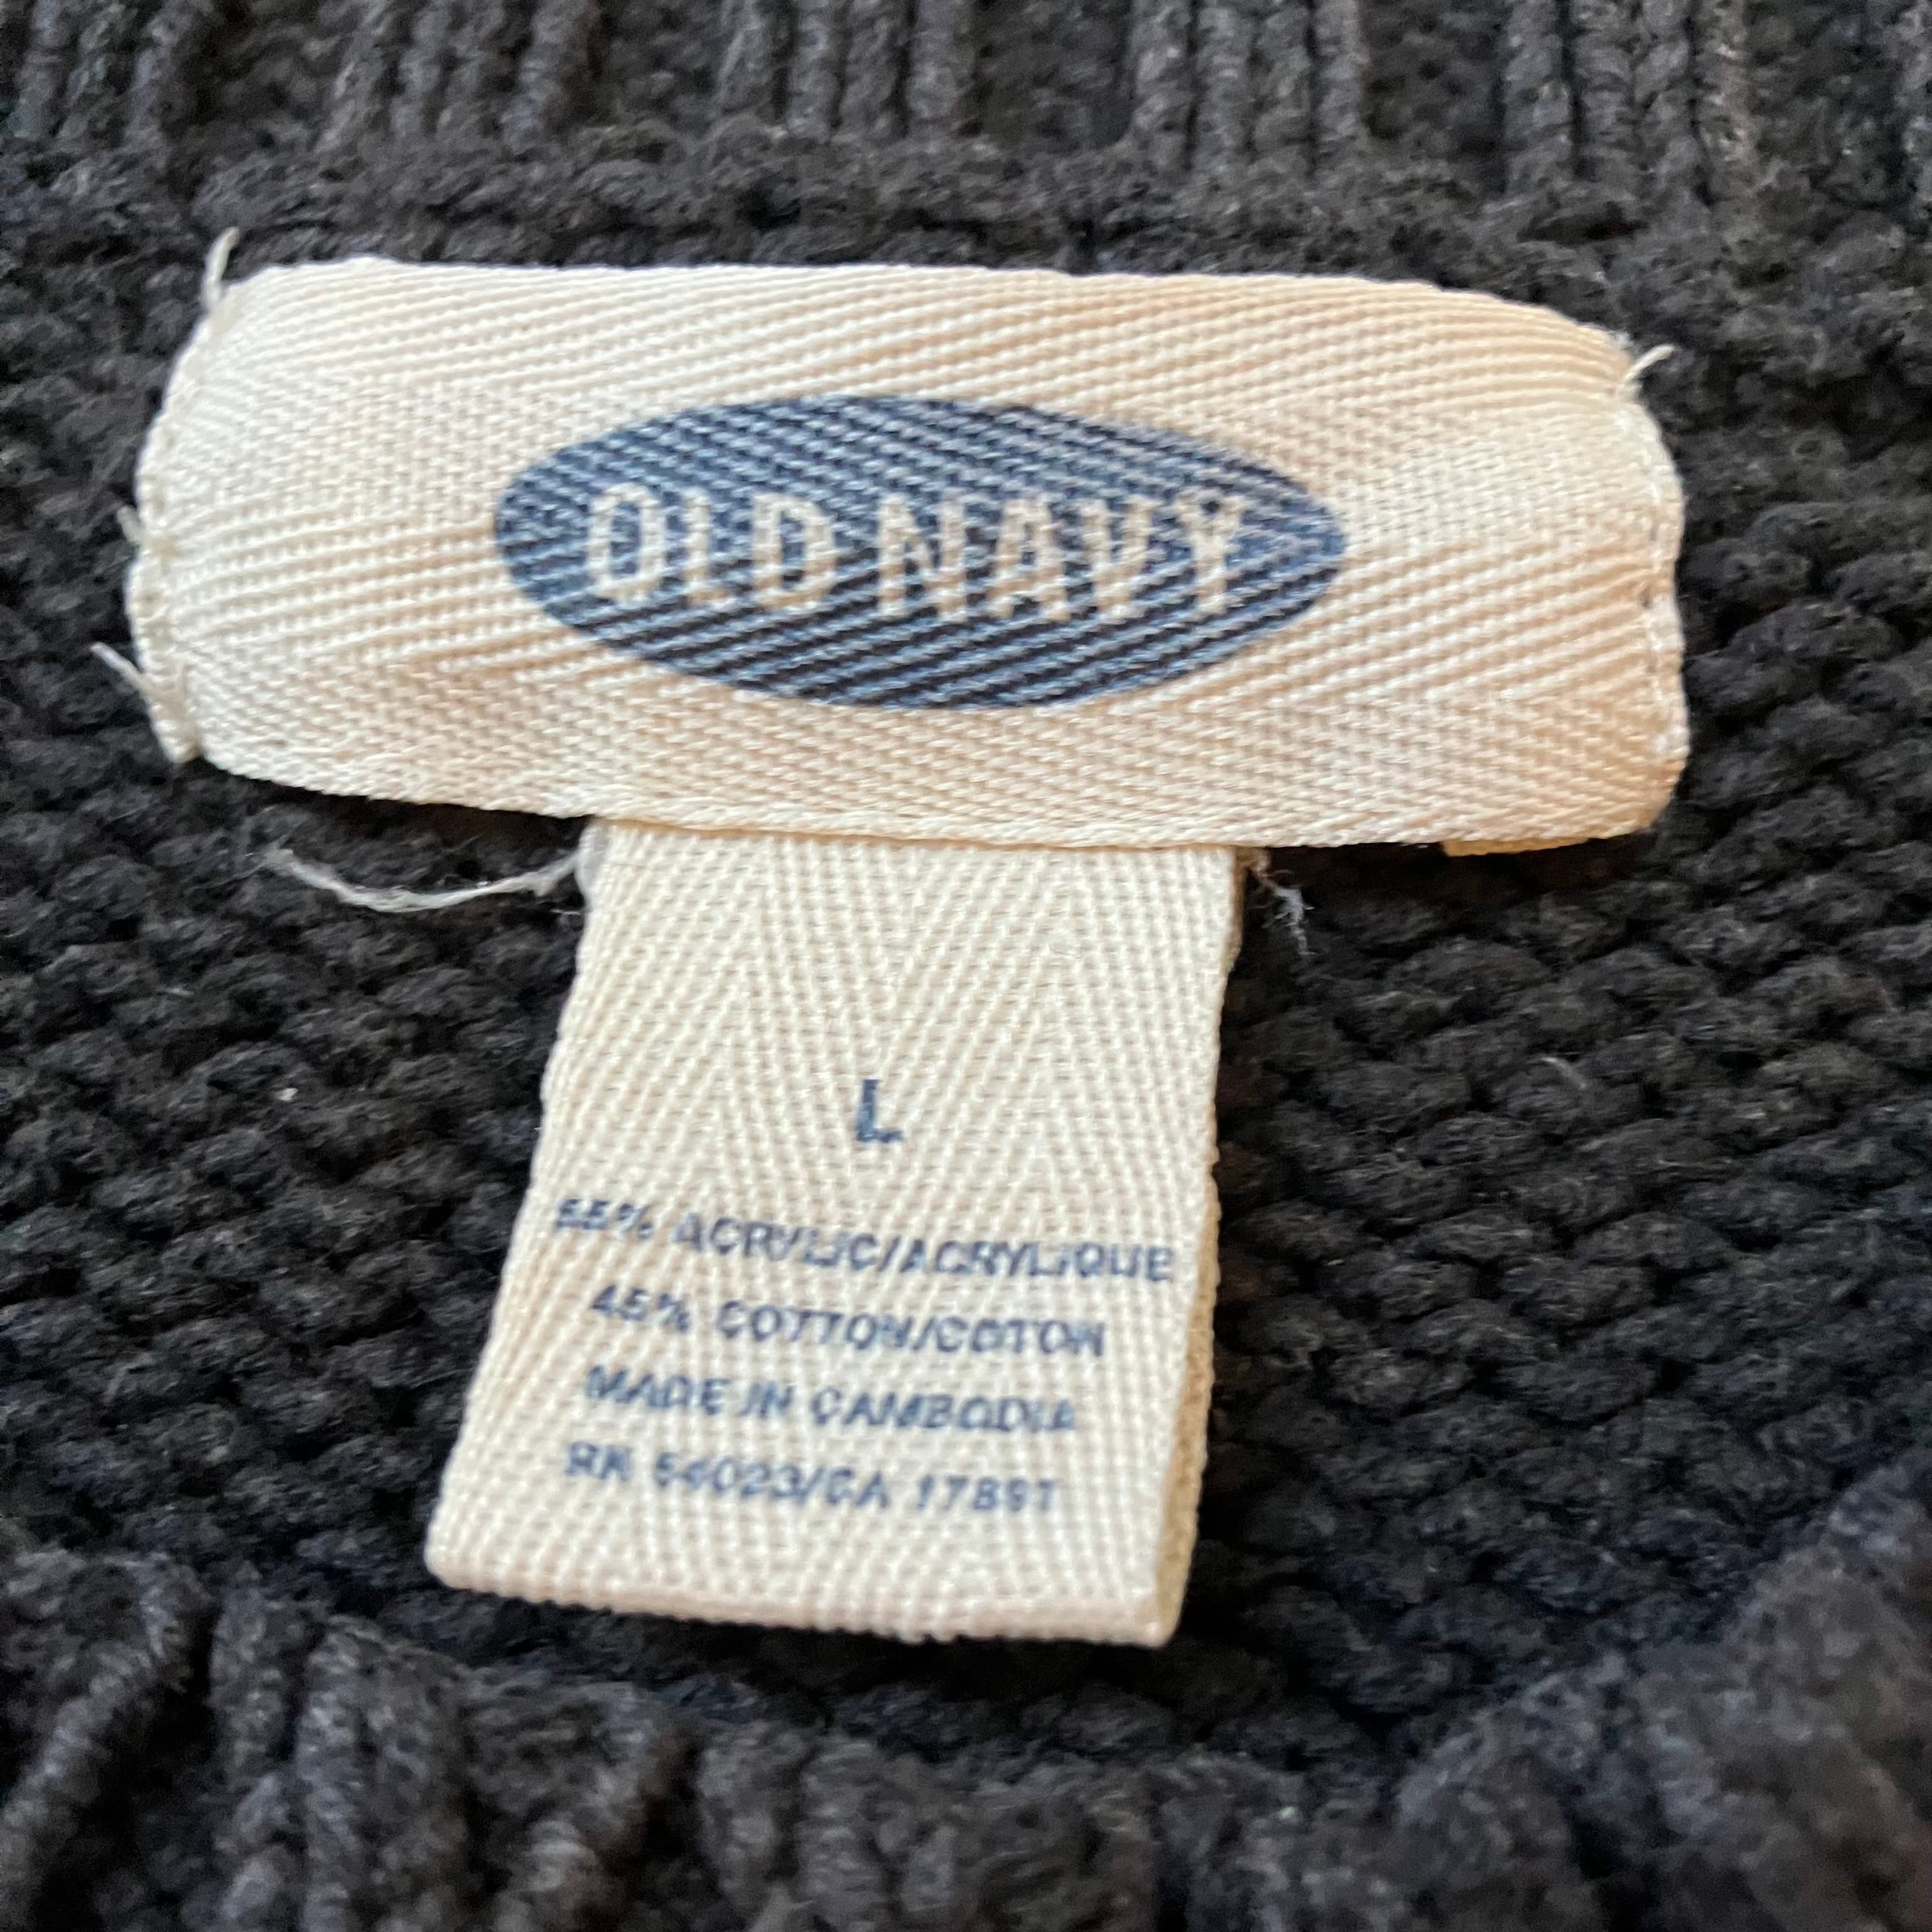 OLD NAVY
L
55% ACRYLIC/ACRYLIQUE
45% COTTON/COTON
MADE IN CAMBODIA
RN 54023/CA 17897